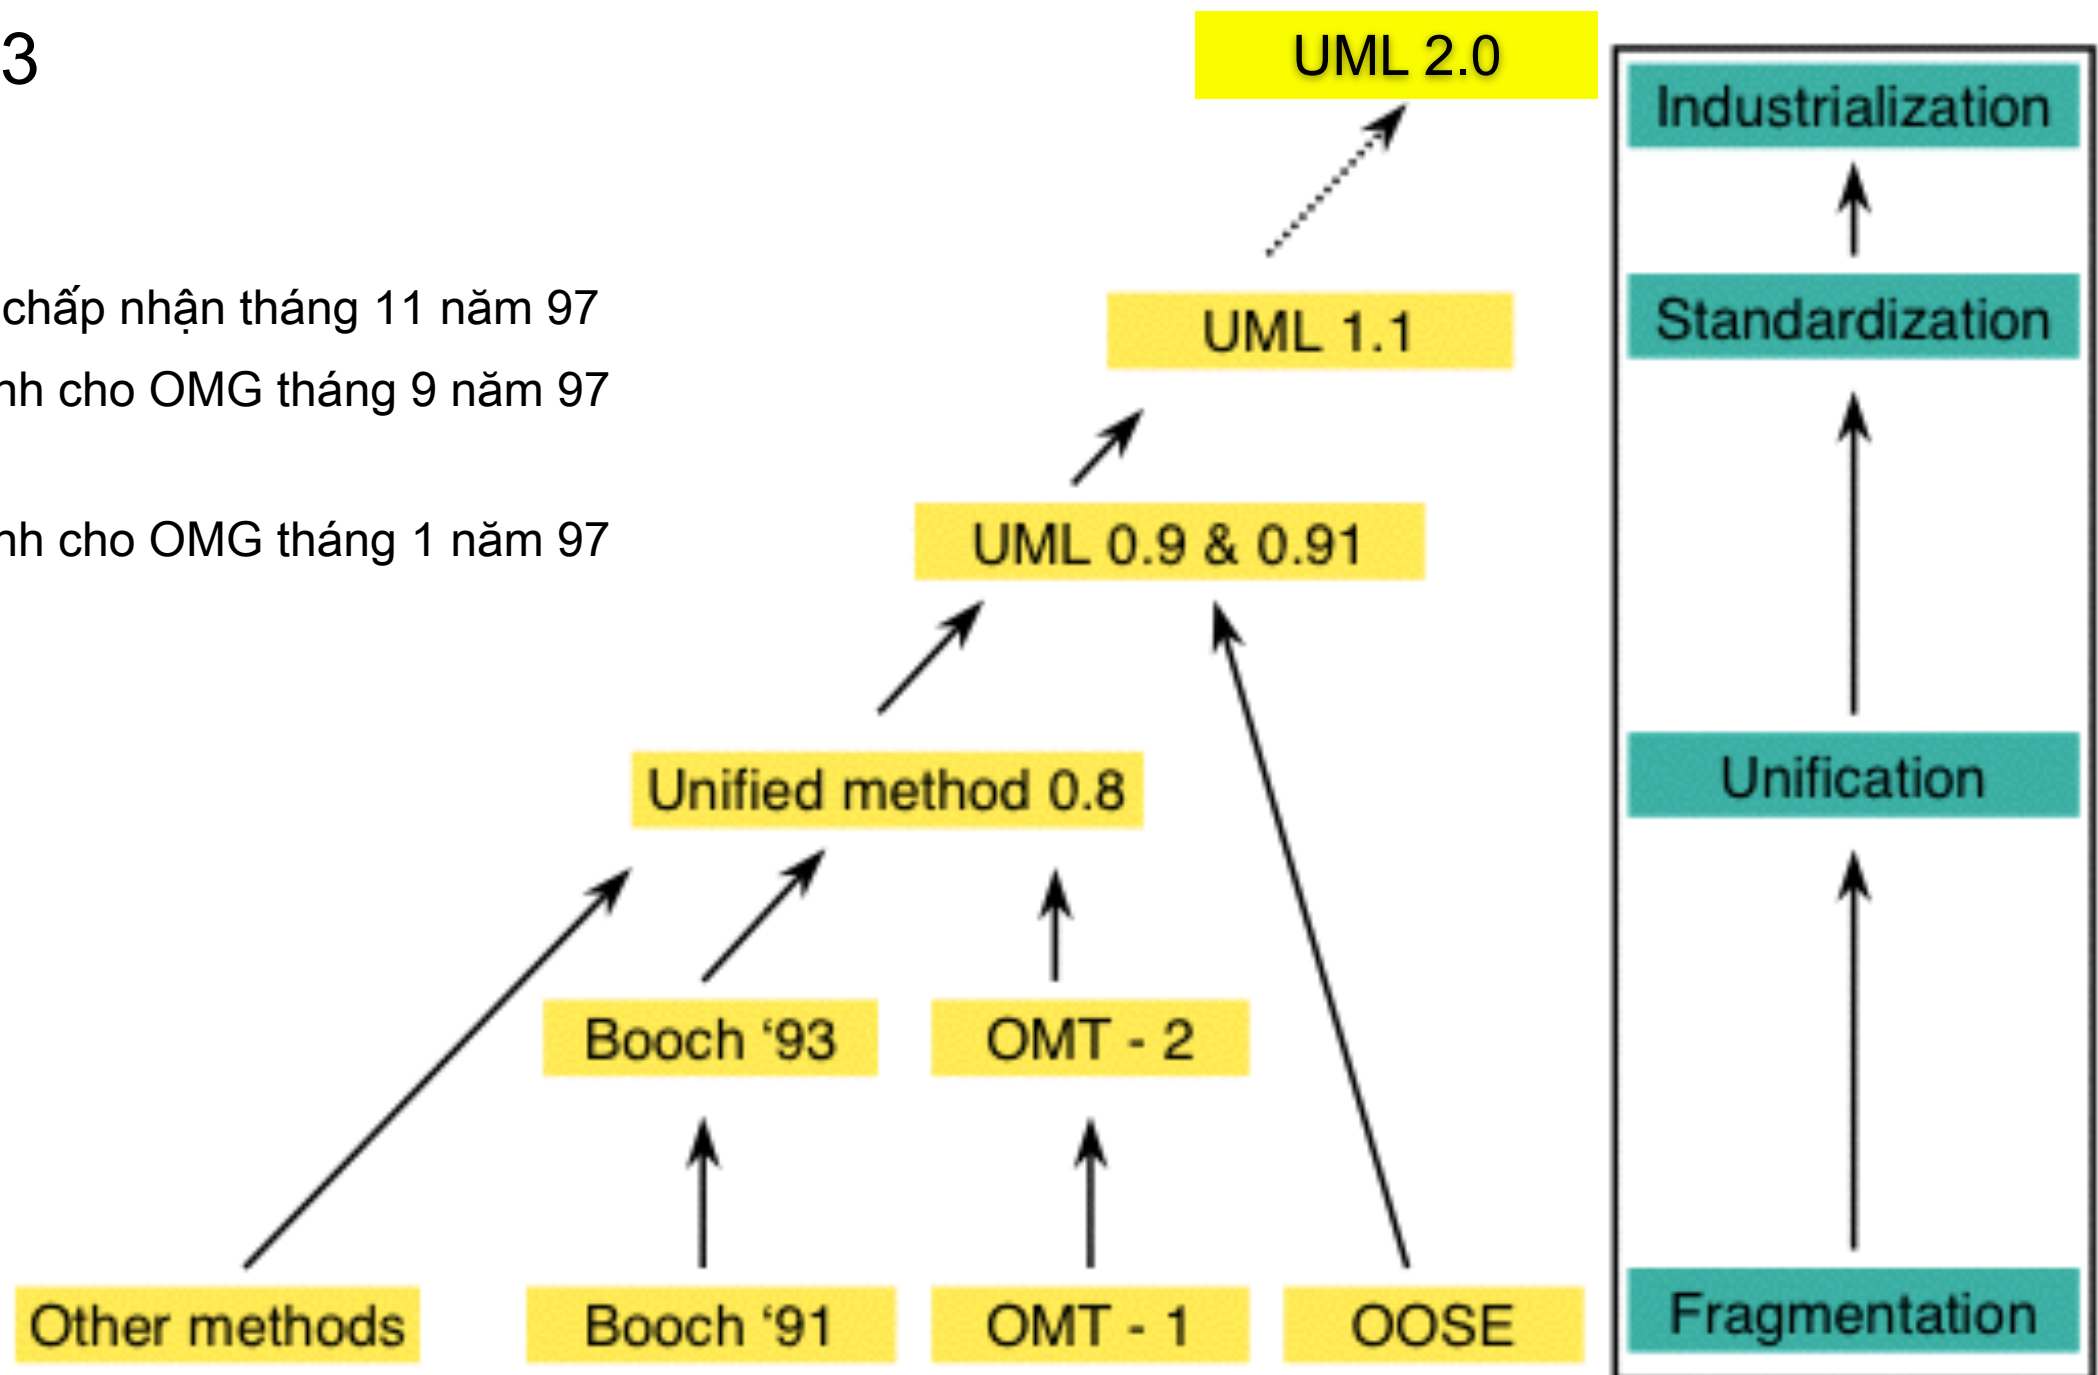 3
UML 2.0
Industrialization
chấp nhận tháng 11 năm 97
UML 1.1
Standardization
nh cho OMG tháng 9 năm 97
nh cho OMG tháng 1 năm 97
UML 0.9 & 0.91
Unified method 0.8
Unification
Booch ‘93
OMT - 2
Other methods
Booch ‘91
OMT - 1
OOSE
Fragmentation